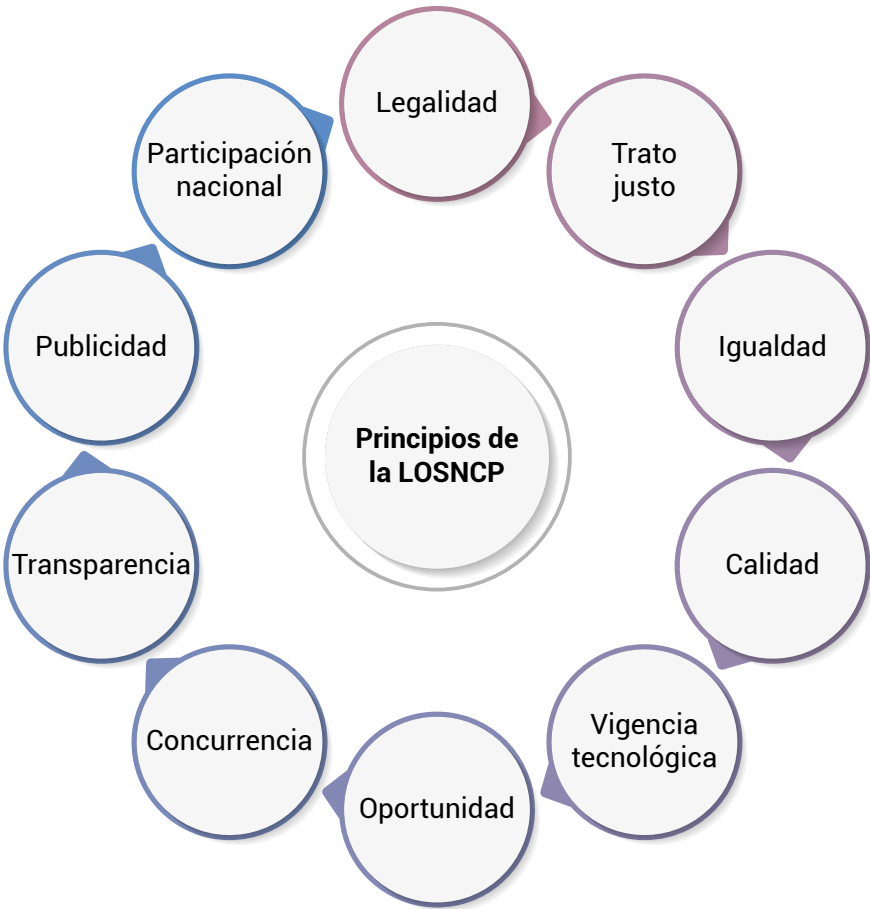 Legalidad
Trato
justo
Igualdad
Calidad
Vigencia
tecnológica
Oportunidad
Concurrencia
Transparencia
Publicidad
Participación
nacional
Principios de
la LOSNCP